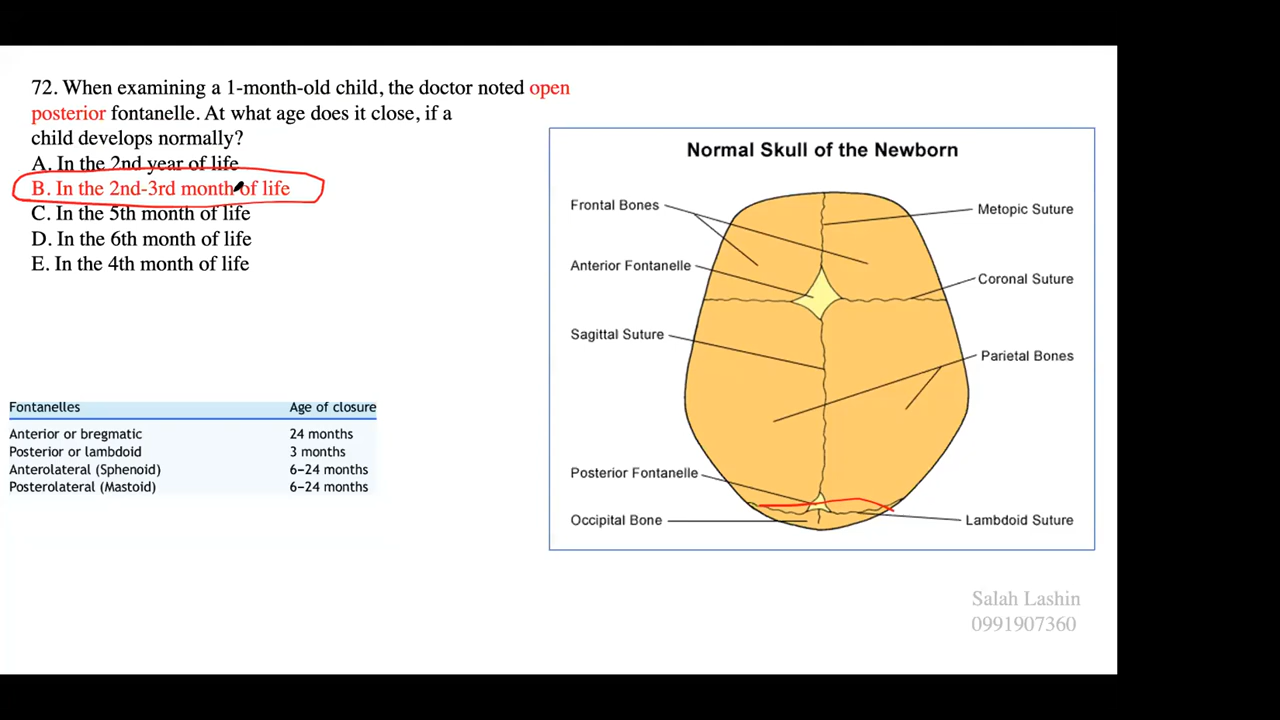 72. When examining a 1-month-old child, the doctor noted open
posterior fontanelle. At what age does it close, if a
child develops normally?
A. In the 2nd year of life
B. In the 2nd-3rd month of life
C. In the 5th month of life
D. In the 6th month of life
E. In the 4th month of life
Fontanelles Age of closure
Anterior or bregmatic 24 months
Posterior or lambdoid 3 months
Anterolateral (Sphenoid) 6–24 months
Posterolateral (Mastoid) 6–24 months
Normal Skull of the Newborn
Frontal Bones
Metopic Suture
Anterior Fontanelle
Coronal Suture
Sagittal Suture
Parietal Bones
Posterior Fontanelle
Occipital Bone
Lambdoid Suture
Salah Lashin
0991907360